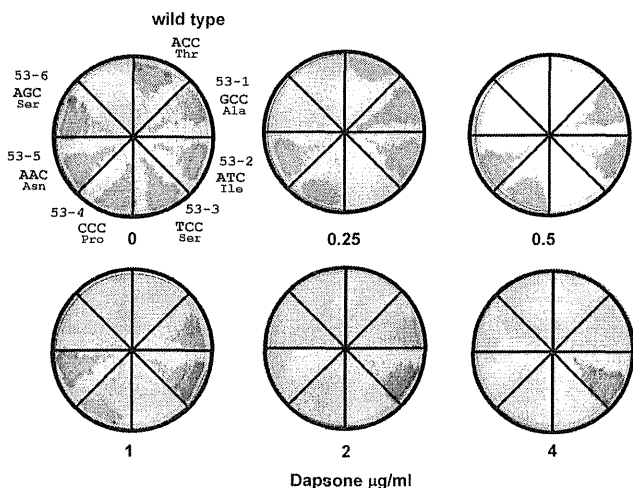 wild type
ACC
Thr
53-6
AGC
Ser
53-1
GCC
Ala
53-5
AAC
Asn
53-2
ATC
Ile
53-4
CCC
Pro
53-3
TCC
Ser
0
0.25
0.5
1
2
4
Dapsone µg/ml